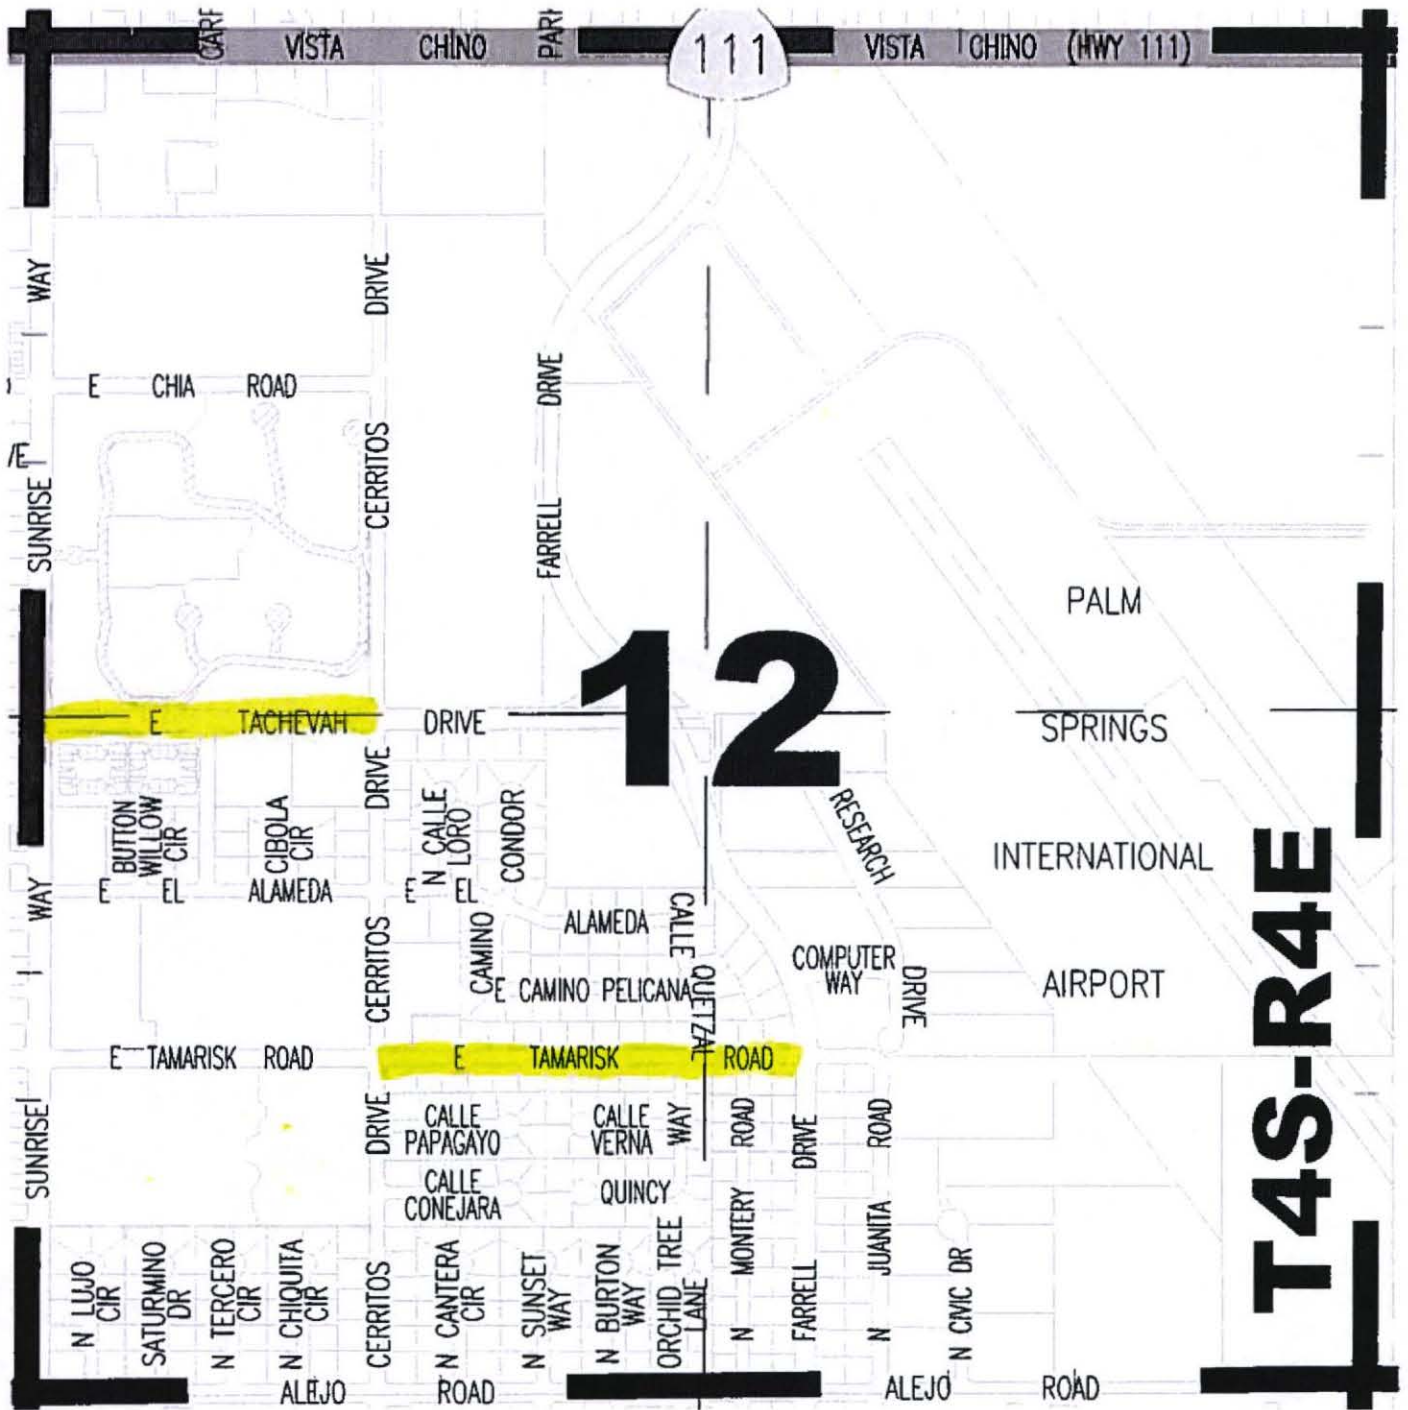 VISTA CHINO
111
VISTA CHINO (HWY 111)
WAY
DRIVE
E CHIA ROAD
DRIVE
CERRITOS
SUNRISE
FARRELL
PALM
12
E TACHEVAH DRIVE
SPRINGS
DRIVE
BUTTON
WILLOW
CIR
CIBOLA
CIR
N CALLE
LORO
CONDOR
RESEARCH
INTERNATIONAL
T4S-R4E
WAY
E EL ALAMEDA
E EL
ALAMEDA
CALLE
QUETZAL
CERRITOS
CAMINO
COMPUTER
WAY
DRIVE
AIRPORT
E CAMINO PELICANA
E TAMARISK ROAD
E TAMARISK ROAD
SUNRISE
DRIVE
CALLE
PAPAGAYO
CALLE
VERNA
WAY
ROAD
DRIVE
ROAD
CALLE
CONEJARA
QUINCY
N LUJO
CIR
SATURMINO
DR
N TERCERO
CIR
N CHIQUITA
CIR
CERRITOS
N CANTERA
CIR
N SUNSET
WAY
N BURTON
WAY
ORCHID TREE
LANE
N MONTERY
FARRELL
N JUANITA
N CIVIC DR
ALEJO ROAD
ALEJO ROAD